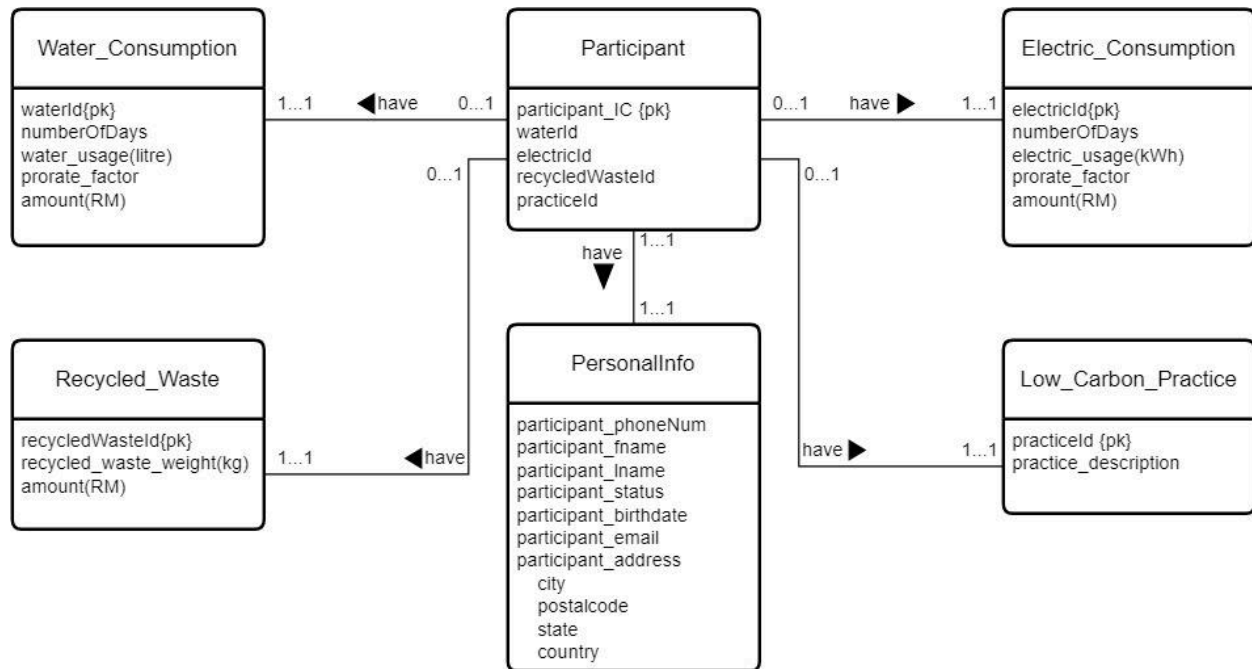 Water_Consumption
waterId{pk}
numberOfDays
water_usage(litre)
prorate_factor
amount(RM)
1...1
have
0...1
Participant
participant_IC {pk}
waterId
electricId
recycledWasteId
practiceId
0...1
have
1...1
Electric_Consumption
electricId{pk}
numberOfDays
electric_usage(kWh)
prorate_factor
amount(RM)
0...1
0...1
1...1
have
1...1
Recycled_Waste
recycledWasteId{pk}
recycled_waste_weight(kg)
amount(RM)
1...1
have
PersonalInfo
participant_phoneNum
participant_fname
participant_lname
participant_status
participant_birthdate
participant_email
participant_address
city
postalcode
state
country
have
1...1
Low_Carbon_Practice
practiceId {pk}
practice_description